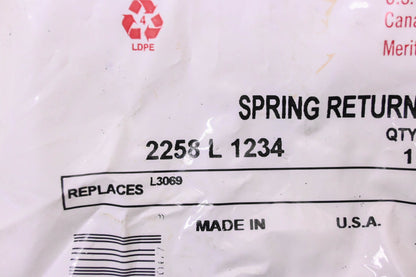 4
LDPE
U.S.
Cana
Merit
SPRING RETURN
QTY
2258 L 1234
1
REPLACES L3069
MADE IN U.S.A.